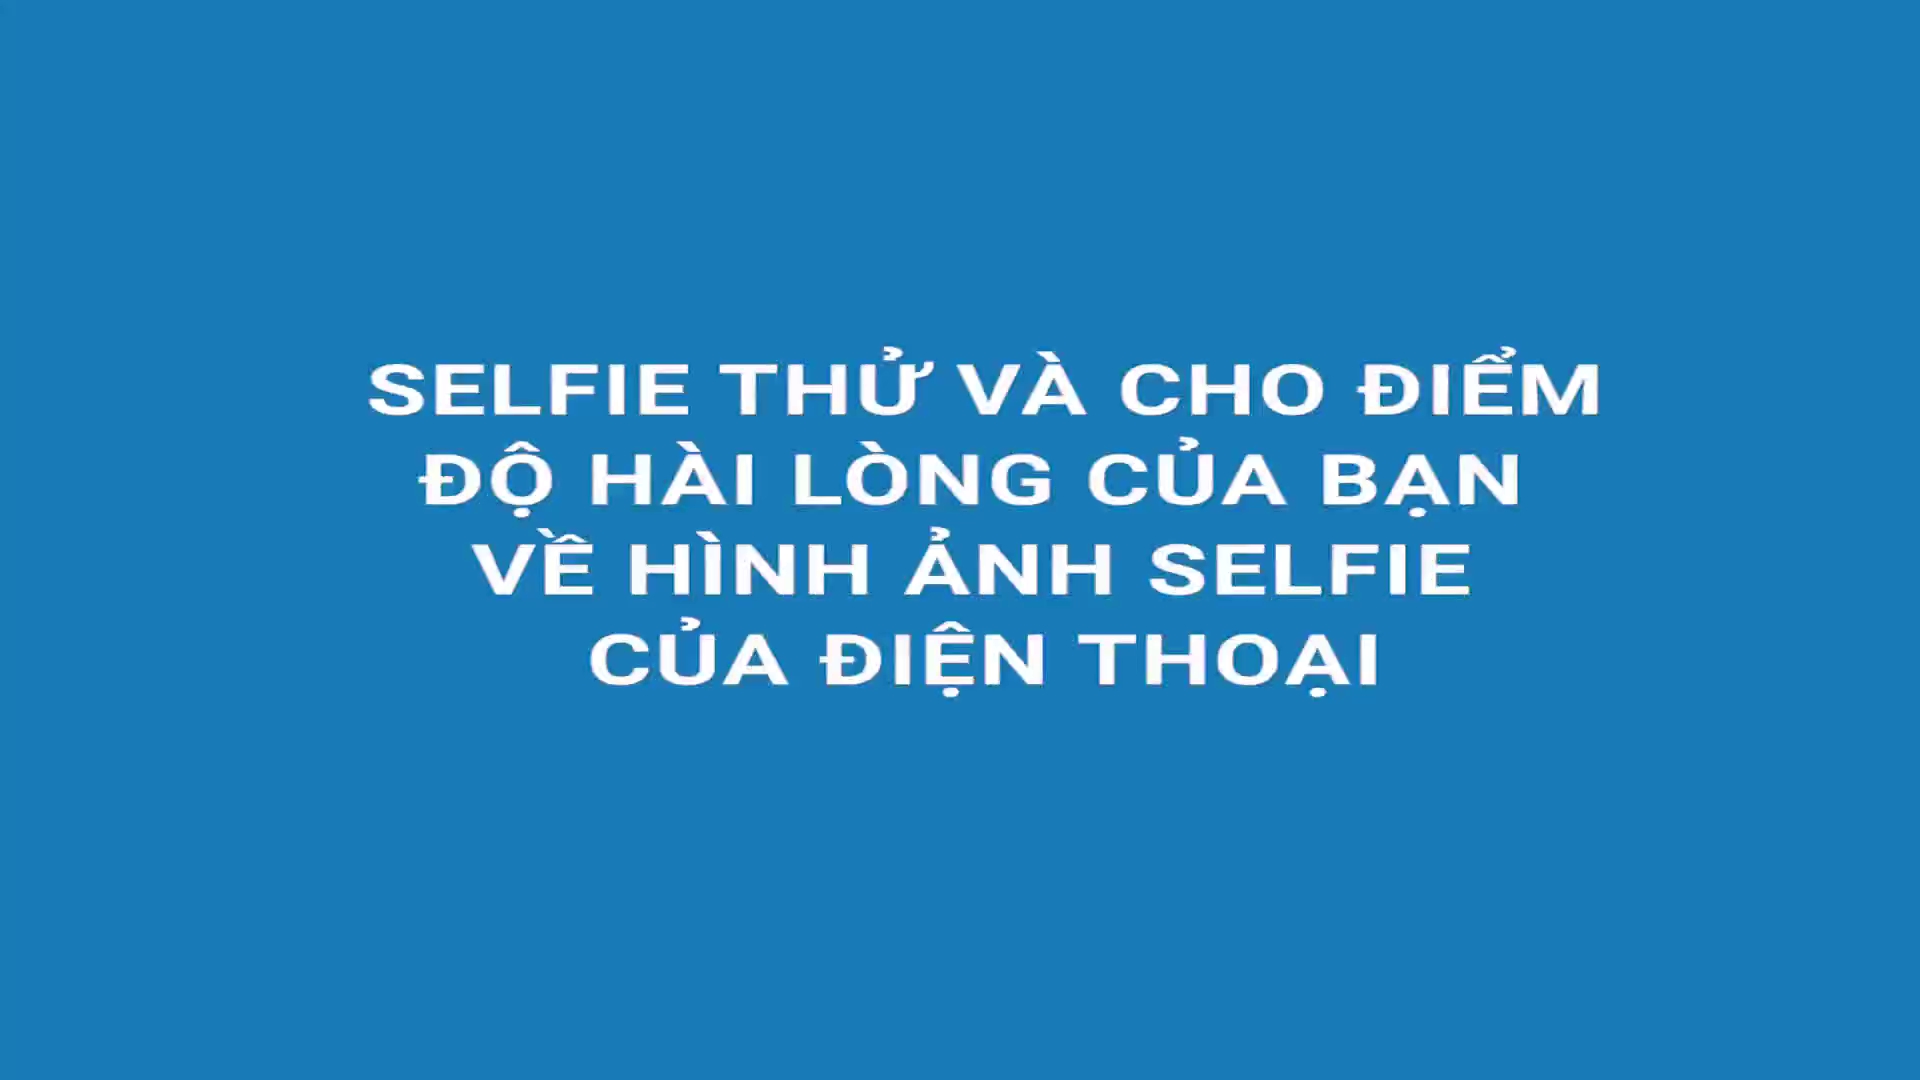 SELFIE THỬ VÀ CHO ĐIỂM
ĐỘ HÀI LÒNG CỦA BẠN
VỀ HÌNH ẢNH SELFIE
CỦA ĐIỆN THOẠI